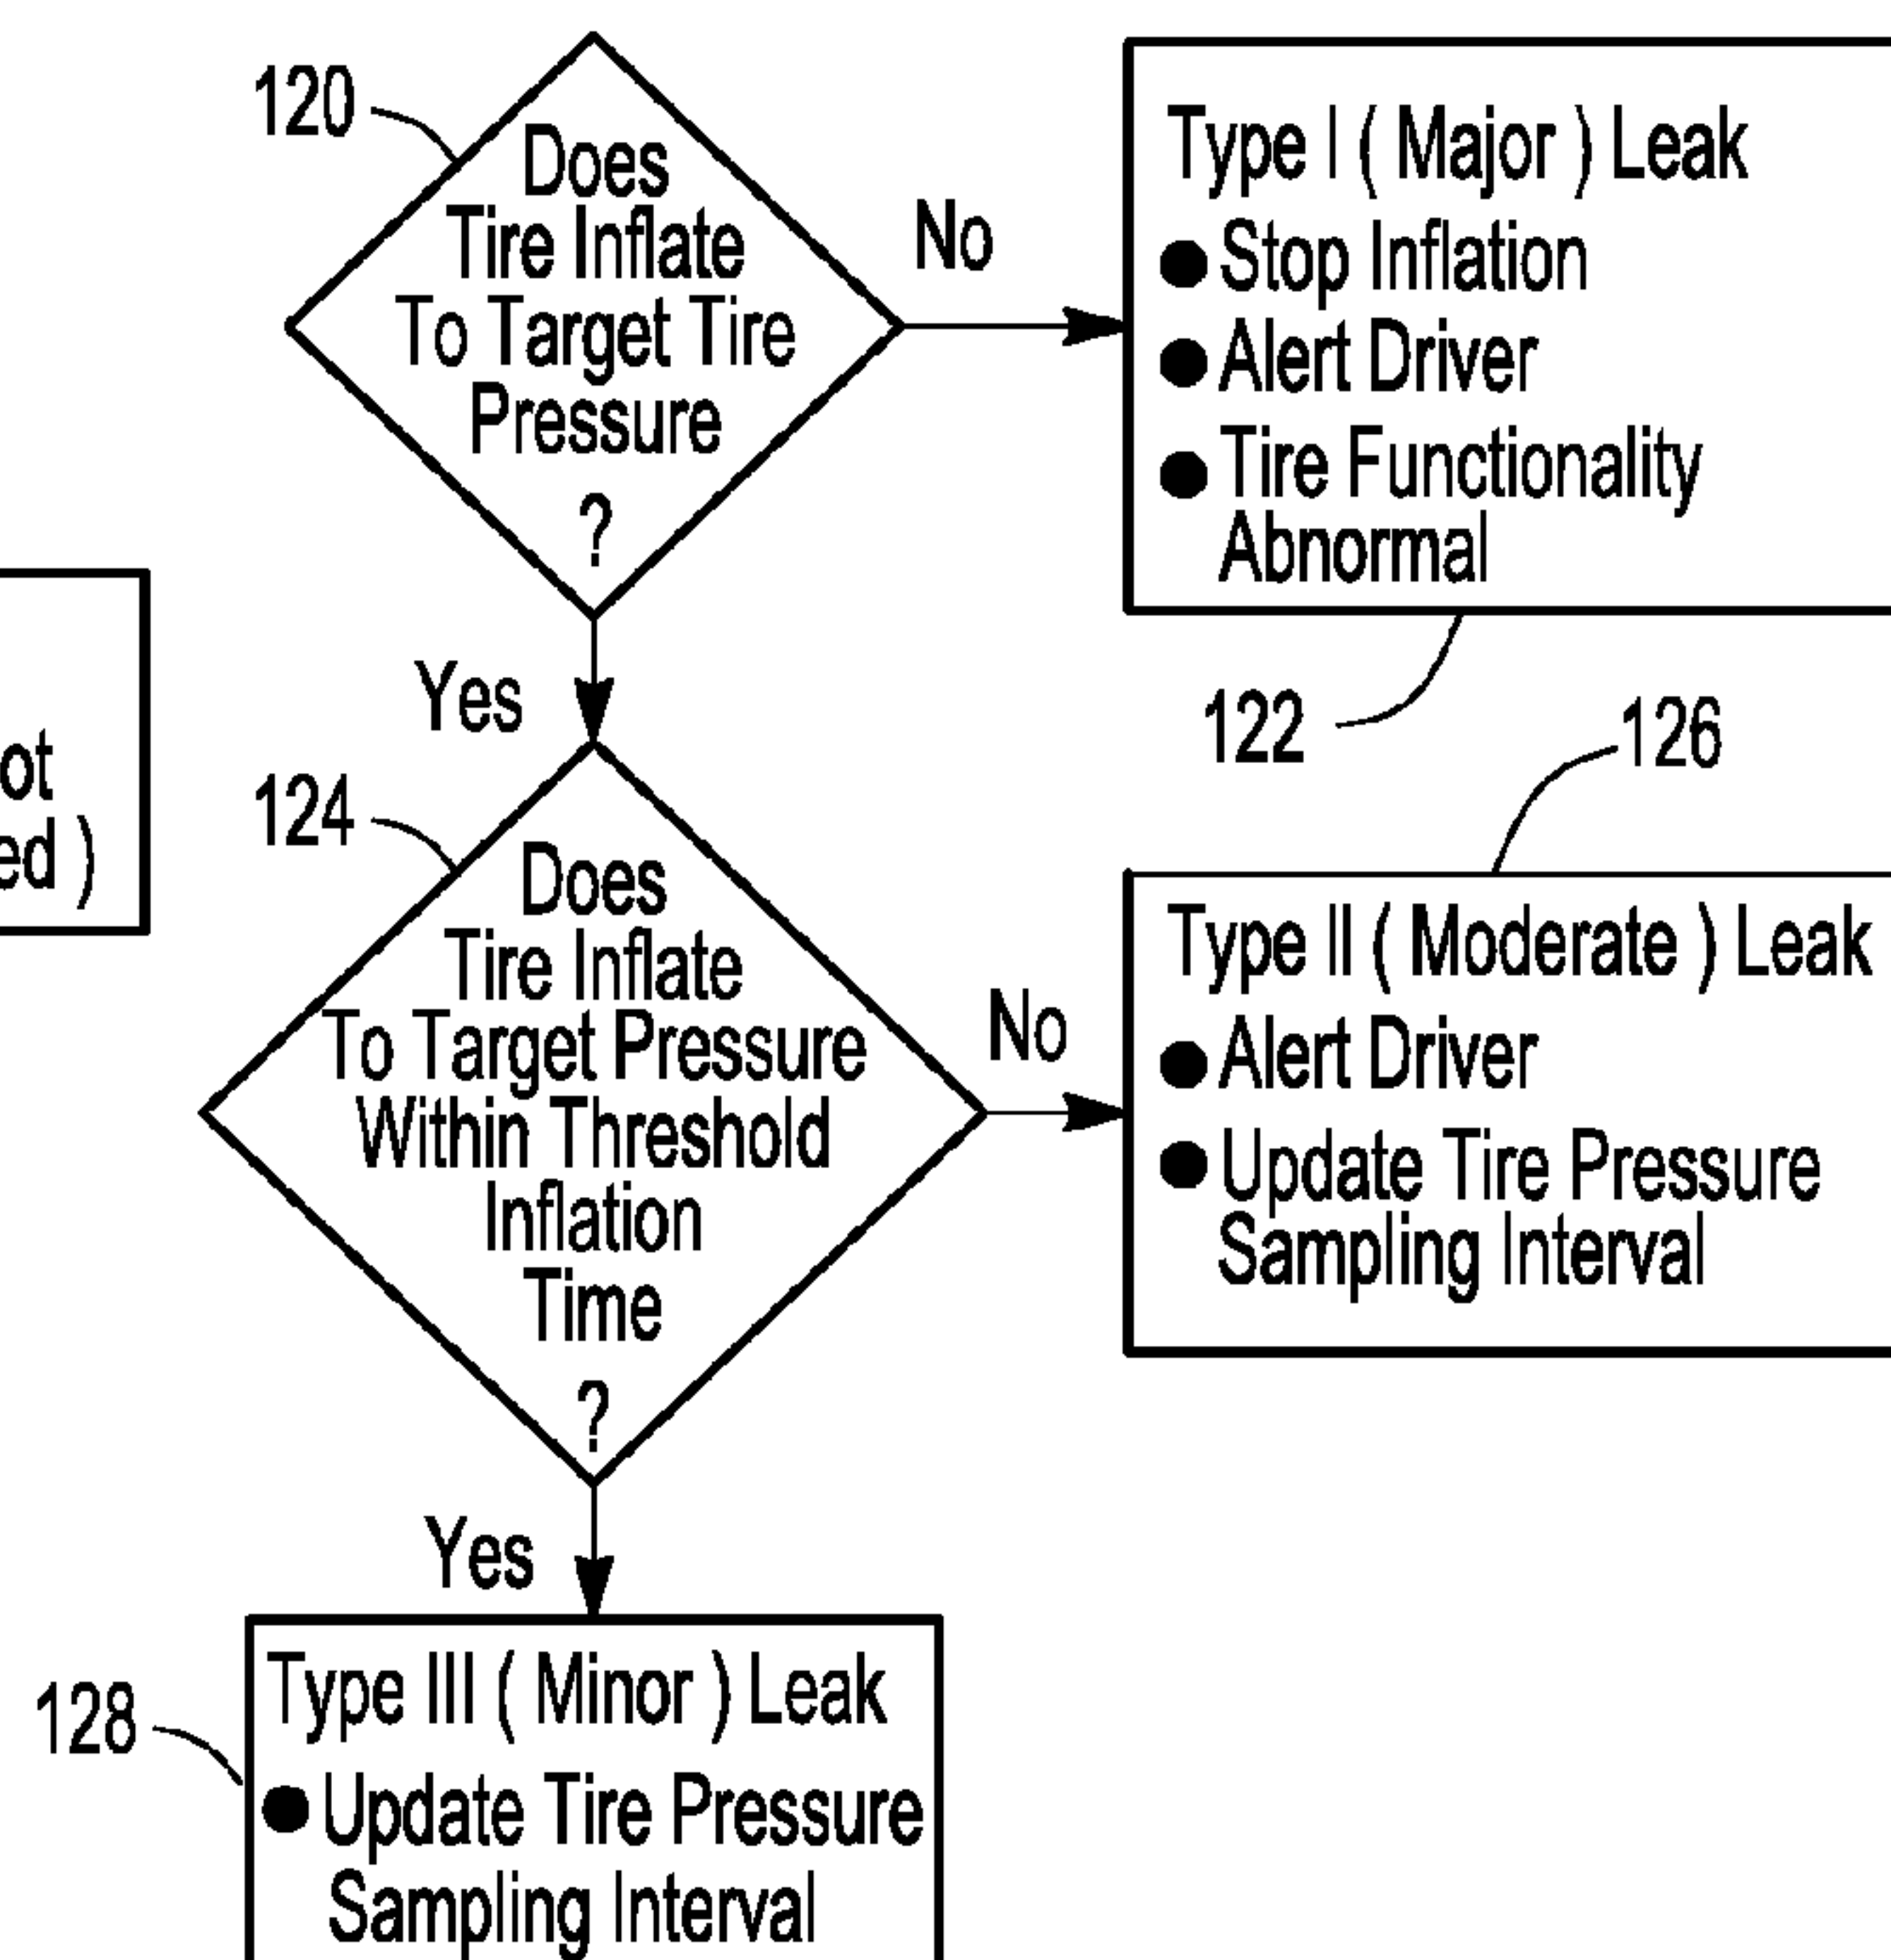 120
Does
Tire Inflate
To Target Tire
Pressure
?
No
Type I ( Major ) Leak
● Stop Inflation
● Alert Driver
● Tire Functionality
Abnormal
122
Yes
124
Does
Tire Inflate
To Target Pressure
Within Threshold
Inflation
Time
?
No
126
Type II ( Moderate ) Leak
● Alert Driver
● Update Tire Pressure
Sampling Interval
Yes
128
Type III ( Minor ) Leak
● Update Tire Pressure
Sampling Interval